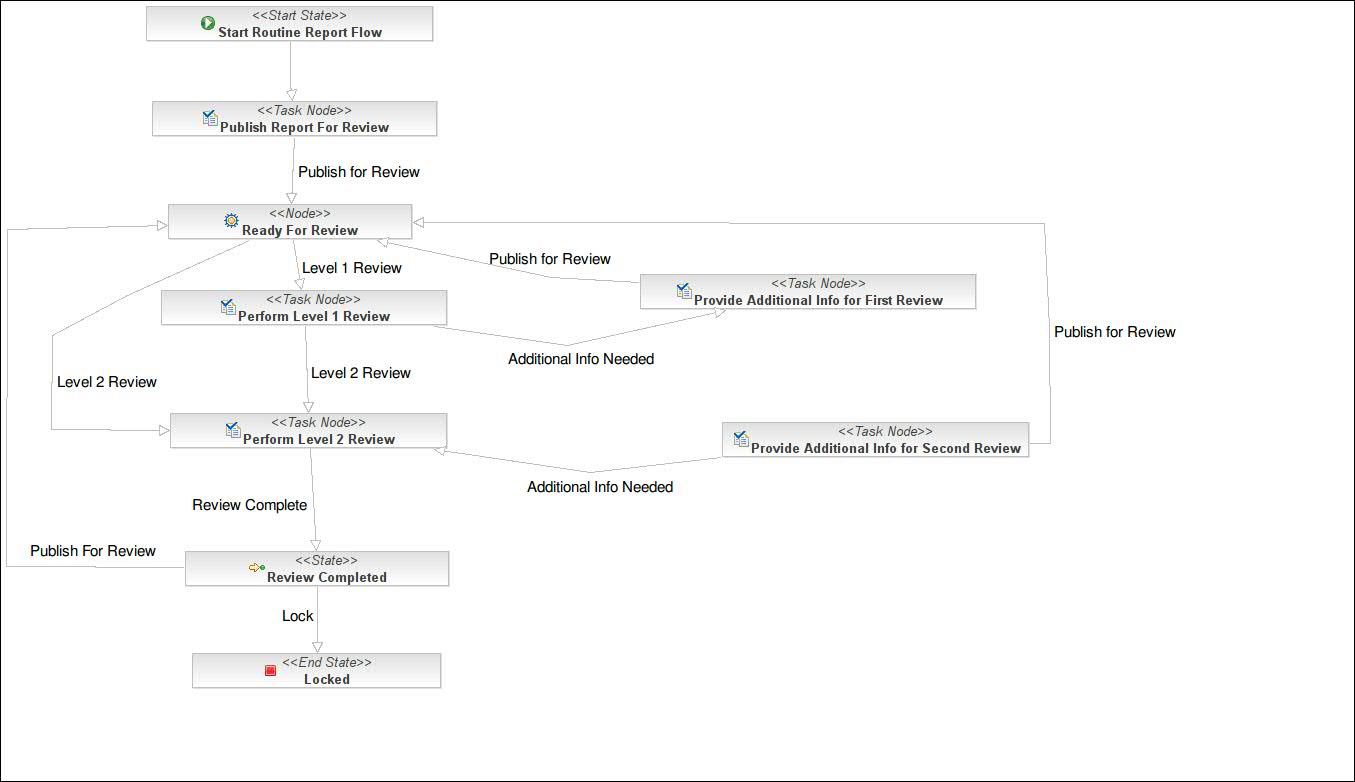 <<Start State>>
Start Routine Report Flow
<<Task Node>>
Publish Report For Review
Publish for Review
<<Node>>
Ready For Review
Level 1 Review
Publish for Review
<<Task Node>>
Provide Additional Info for First Review
<<Task Node>>
Perform Level 1 Review
Publish for Review
Additional Info Needed
Level 2 Review
Level 2 Review
<<Task Node>>
Perform Level 2 Review
<<Task Node>>
Provide Additional Info for Second Review
Additional Info Needed
Review Complete
Publish For Review
<<State>>
Review Completed
Lock
<<End State>>
Locked